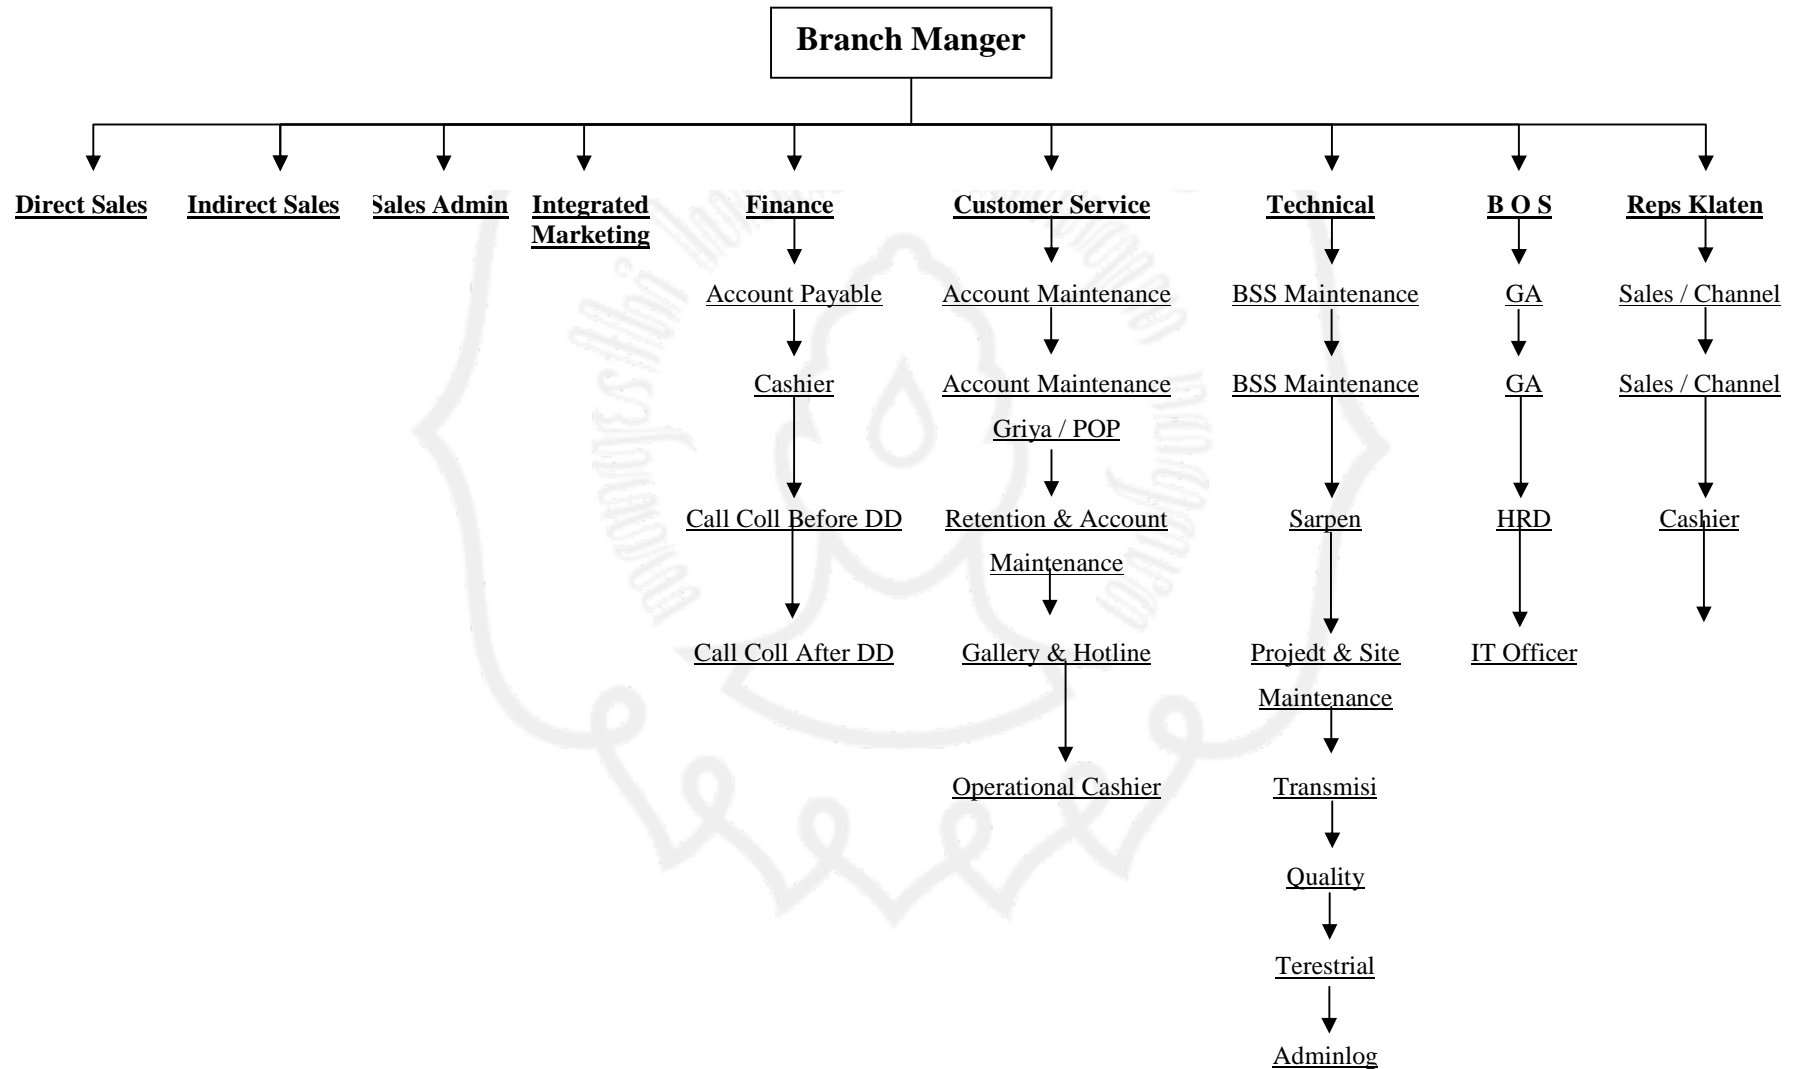 Branch Manger
Direct Sales
Indirect Sales
Sales Admin
Integrated
Marketing
Finance
Customer Service
Technical
B O S
Reps Klaten
Account Payable
Account Maintenance
BSS Maintenance
GA
Sales / Channel
Cashier
Account Maintenance
BSS Maintenance
GA
Sales / Channel
Griya / POP
Call Coll Before DD
Retention & Account
Maintenance
Sarpen
HRD
Cashier
Call Coll After DD
Gallery & Hotline
Projedt & Site
Maintenance
IT Officer
Operational Cashier
Transmisi
Quality
Terestrial
Adminlog